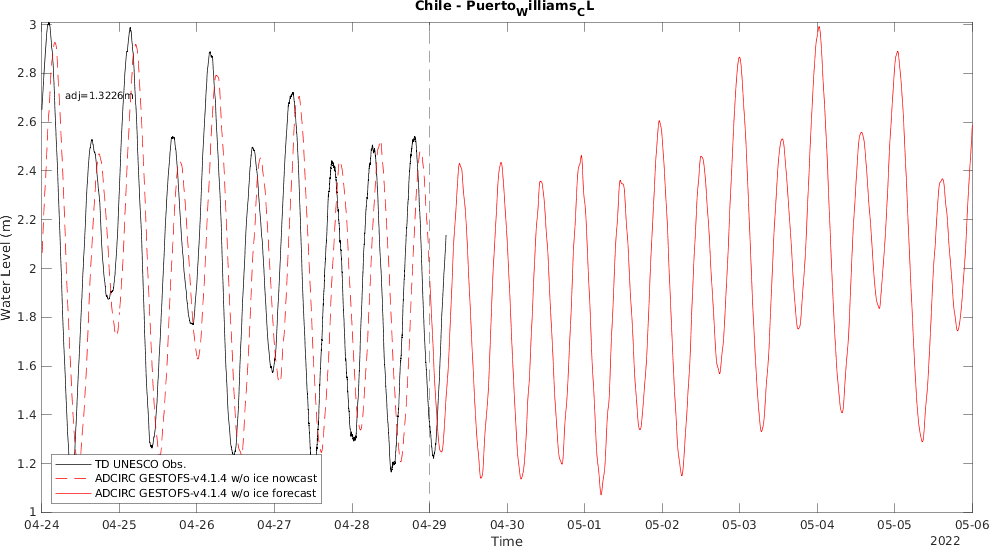 Chile - PuertoWilliamsCL
3
2.8
adj=1.3226m
2.6
2.4
2.2
2
1.8
1.6
1.4
1.2
1
Water Level (m)
TD UNESCO Obs.
ADCIRC GESTOFS-v4.1.4 w/o ice nowcast
ADCIRC GESTOFS-v4.1.4 w/o ice forecast
04-24 04-25 04-26 04-27 04-28 04-29 04-30 05-01 05-02 05-03 05-04 05-05 05-06
Time
2022